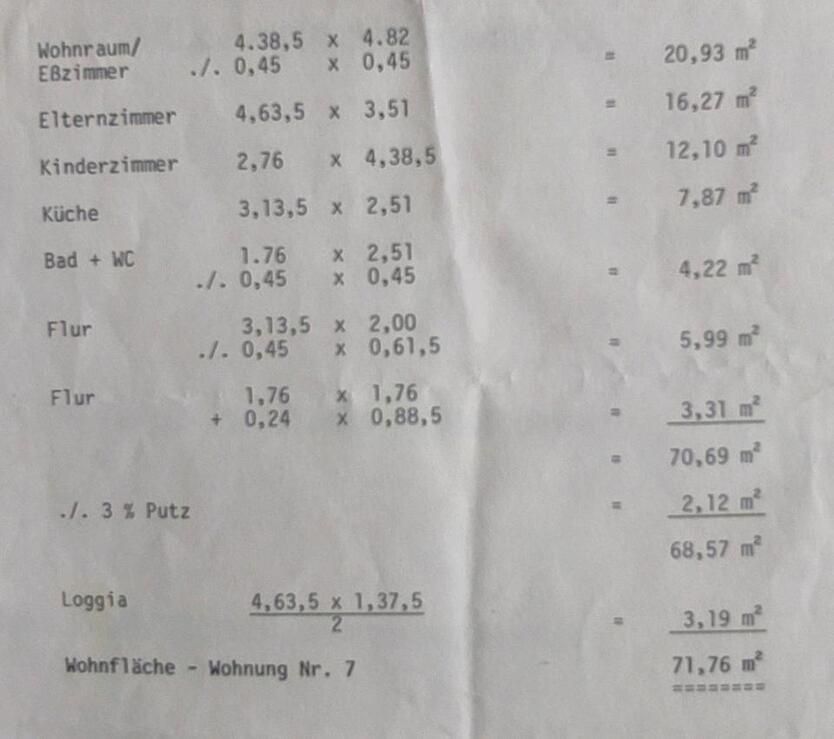 Wohnraum/ 4.38,5 x 4.82
Eßzimmer ./. 0,45 x 0,45 = 20,93 m²
Elternzimmer 4,63,5 x 3,51 = 16,27 m²
Kinderzimmer 2,76 x 4,38,5 = 12,10 m²
Küche 3,13,5 x 2,51 = 7,87 m²
Bad + WC 1.76 x 2,51
./. 0,45 x 0,45 = 4,22 m²
Flur 3,13,5 x 2,00
./. 0,45 x 0,61,5 = 5,99 m²
Flur 1,76 x 1,76
+ 0,24 x 0,88,5 = 3,31 m²
= 70,69 m²
./. 3 % Putz = 2,12 m²
68,57 m²
Loggia 4,63,5 x 1,37,5
2 = 3,19 m²
Wohnfläche - Wohnung Nr. 7 71,76 m²
========